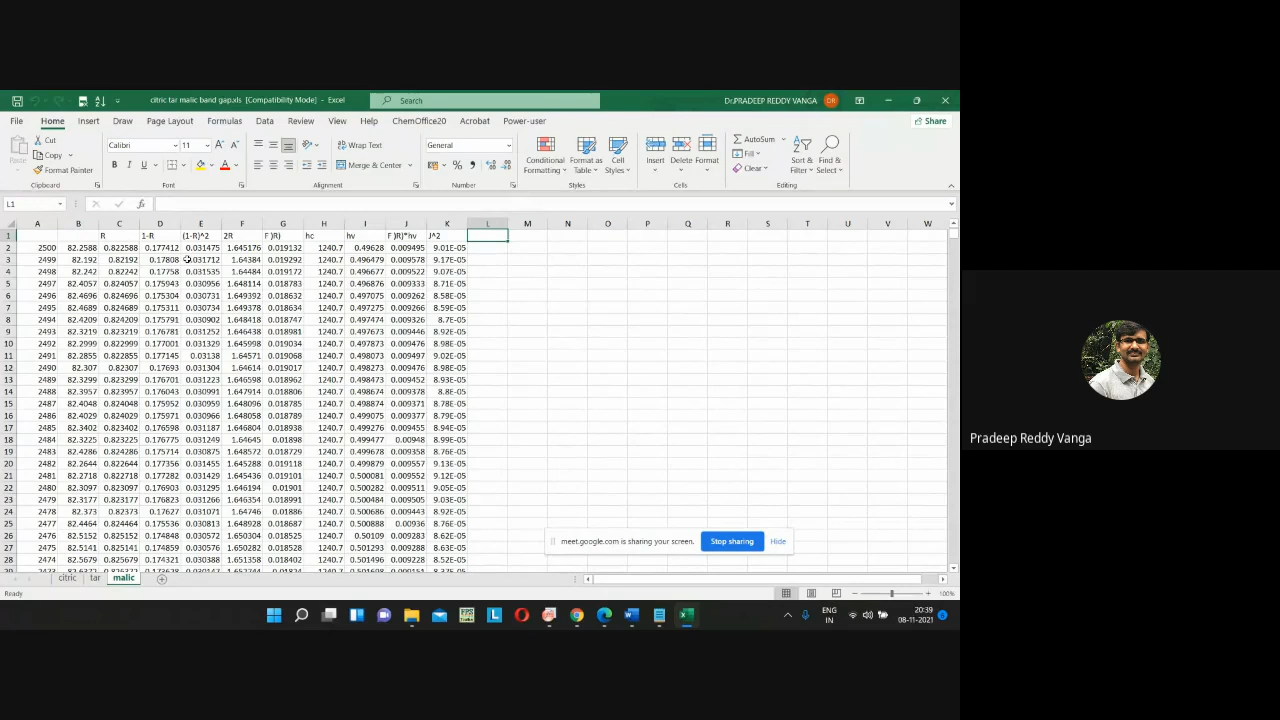 citric tar malic band gap.xls [Compatibility Mode] - Excel
Search
Dr.PRADEEP REDDY VANGA DR
File Home Insert Draw Page Layout Formulas Data Review View Help ChemOffice20 Acrobat Power-user Share
Paste Cut Copy Format Painter Clipboard
Calibri 11 B I U A Font
Wrap Text Merge & Center Alignment
General % Number
Conditional Formatting Format as Table Cell Styles Styles
Insert Delete Format Cells
AutoSum Fill Clear Sort & Filter Find & Select Editing
L1 fx
A B C D E F G H I J K L M N O P Q R S T U V W
1 R 1-R (1-R)^2 2R F )R) hc hv F )R)*hv J^2
2 2500 82.2588 0.822588 0.177412 0.031475 1.645176 0.019132 1240.7 0.49628 0.009495 9.01E-05
3 2499 82.192 0.82192 0.17808 0.031712 1.64384 0.019292 1240.7 0.496479 0.009578 9.17E-05
4 2498 82.242 0.82242 0.17758 0.031535 1.64484 0.019172 1240.7 0.496677 0.009522 9.07E-05
5 2497 82.4057 0.824057 0.175943 0.030956 1.648114 0.018783 1240.7 0.496876 0.009333 8.71E-05
6 2496 82.4696 0.824696 0.175304 0.030731 1.649392 0.018632 1240.7 0.497075 0.009262 8.58E-05
7 2495 82.4689 0.824689 0.175311 0.030734 1.649378 0.018634 1240.7 0.497275 0.009266 8.59E-05
8 2494 82.4209 0.824209 0.175791 0.030902 1.648418 0.018747 1240.7 0.497474 0.009326 8.7E-05
9 2493 82.3219 0.823219 0.176781 0.031252 1.646438 0.018981 1240.7 0.497673 0.009446 8.92E-05
10 2492 82.2999 0.822999 0.177001 0.031329 1.645998 0.019034 1240.7 0.497873 0.009476 8.98E-05
11 2491 82.2855 0.822855 0.177145 0.03138 1.64571 0.019068 1240.7 0.498073 0.009497 9.02E-05
12 2490 82.307 0.82307 0.17693 0.031304 1.64614 0.019017 1240.7 0.498273 0.009476 8.98E-05
13 2489 82.3299 0.823299 0.176701 0.031223 1.646598 0.018962 1240.7 0.498473 0.009452 8.93E-05
14 2488 82.3957 0.823957 0.176043 0.030991 1.647914 0.018806 1240.7 0.498674 0.009378 8.8E-05
15 2487 82.4048 0.824048 0.175952 0.030959 1.648096 0.018785 1240.7 0.498874 0.009371 8.78E-05
16 2486 82.4029 0.824029 0.175971 0.030966 1.648058 0.018789 1240.7 0.499075 0.009377 8.79E-05
17 2485 82.3402 0.823402 0.176598 0.031187 1.646804 0.018938 1240.7 0.499276 0.009455 8.94E-05
18 2484 82.3225 0.823225 0.176775 0.031249 1.64645 0.01898 1240.7 0.499477 0.00948 8.99E-05
19 2483 82.4286 0.824286 0.175714 0.030875 1.648572 0.018729 1240.7 0.499678 0.009358 8.76E-05
20 2482 82.2644 0.822644 0.177356 0.031455 1.645288 0.019118 1240.7 0.499879 0.009557 9.13E-05
21 2481 82.2718 0.822718 0.177282 0.031429 1.645436 0.019101 1240.7 0.500081 0.009552 9.12E-05
22 2480 82.3097 0.823097 0.176903 0.031295 1.646194 0.01901 1240.7 0.500282 0.009511 9.05E-05
23 2479 82.3177 0.823177 0.176823 0.031266 1.646354 0.018991 1240.7 0.500484 0.009505 9.03E-05
24 2478 82.373 0.82373 0.17627 0.031071 1.64746 0.01886 1240.7 0.500686 0.009443 8.92E-05
25 2477 82.4464 0.824464 0.175536 0.030813 1.648928 0.018687 1240.7 0.500888 0.00936 8.76E-05
26 2476 82.5152 0.825152 0.174848 0.030572 1.650304 0.018525 1240.7 0.50109 0.009283 8.62E-05
27 2475 82.5141 0.825141 0.174859 0.030576 1.650282 0.018528 1240.7 0.501293 0.009288 8.63E-05
28 2474 82.5679 0.825679 0.174321 0.030388 1.651358 0.018402 1240.7 0.501496 0.009228 8.52E-05
meet.google.com is sharing your screen. Stop sharing Hide
citric tar malic
Ready 100%
ENG IN 20:39 08-11-2021
Pradeep Reddy Vanga